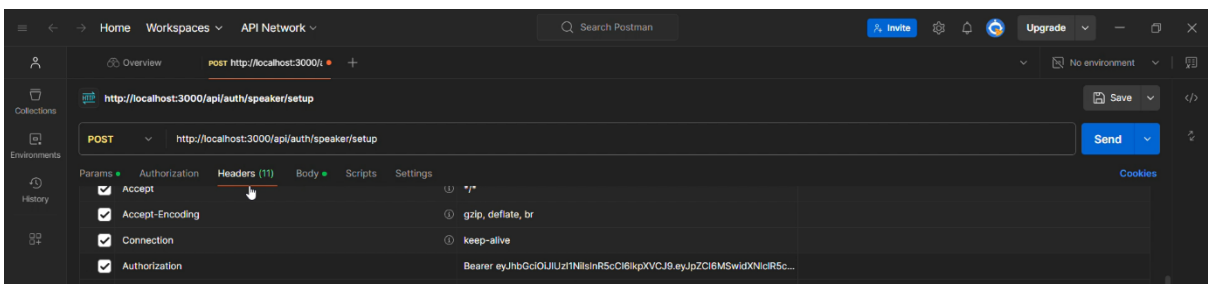 Home Workspaces API Network Search Postman Invite Upgrade
Overview POST http://localhost:3000/ No environment
Collections
HTTP http://localhost:3000/api/auth/speaker/setup Save
POST http://localhost:3000/api/auth/speaker/setup Send
Environments
Params Authorization Headers (11) Body Scripts Settings Cookies
Accept */*
History
Accept-Encoding gzip, deflate, br
Connection keep-alive
Authorization Bearer